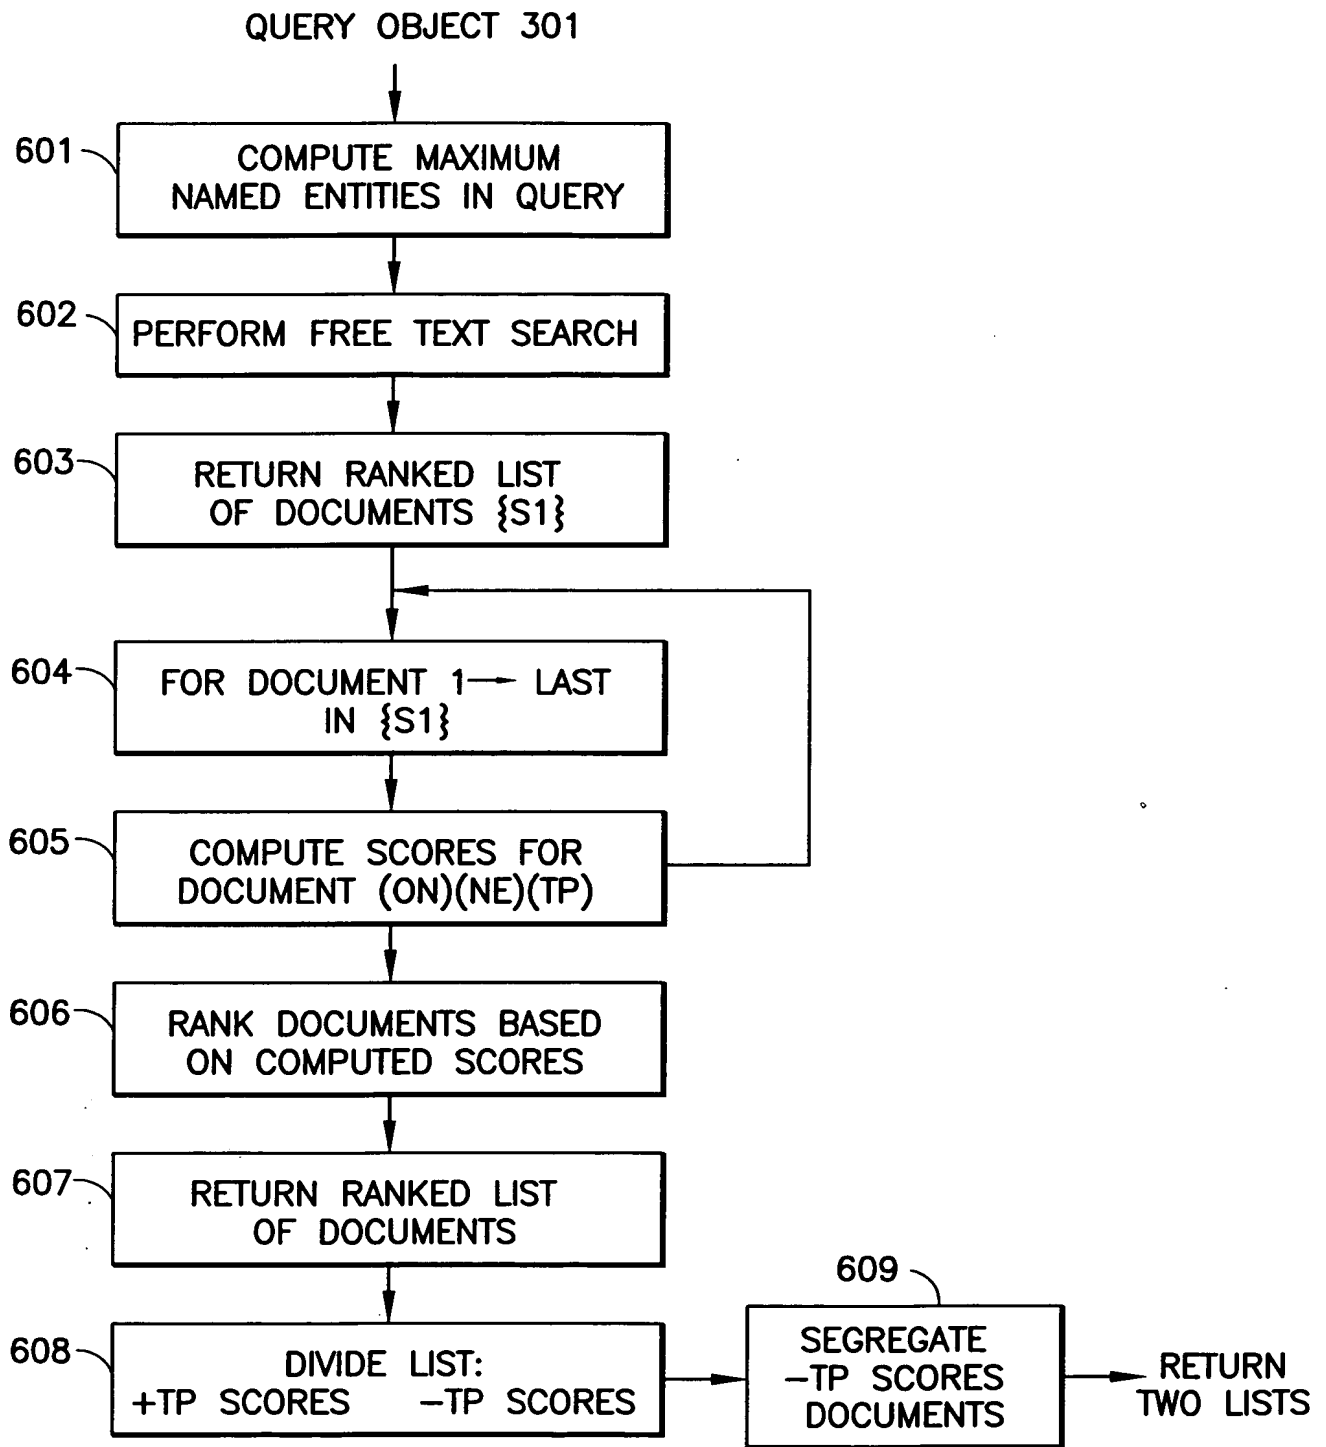 QUERY OBJECT 301
601
COMPUTE MAXIMUM
NAMED ENTITIES IN QUERY
602
PERFORM FREE TEXT SEARCH
603
RETURN RANKED LIST
OF DOCUMENTS {S1}
604
FOR DOCUMENT 1→ LAST
IN {S1}
605
COMPUTE SCORES FOR
DOCUMENT (ON)(NE)(TP)
606
RANK DOCUMENTS BASED
ON COMPUTED SCORES
607
RETURN RANKED LIST
OF DOCUMENTS
608
DIVIDE LIST:
+TP SCORES −TP SCORES
609
SEGREGATE
−TP SCORES
DOCUMENTS
RETURN
TWO LISTS